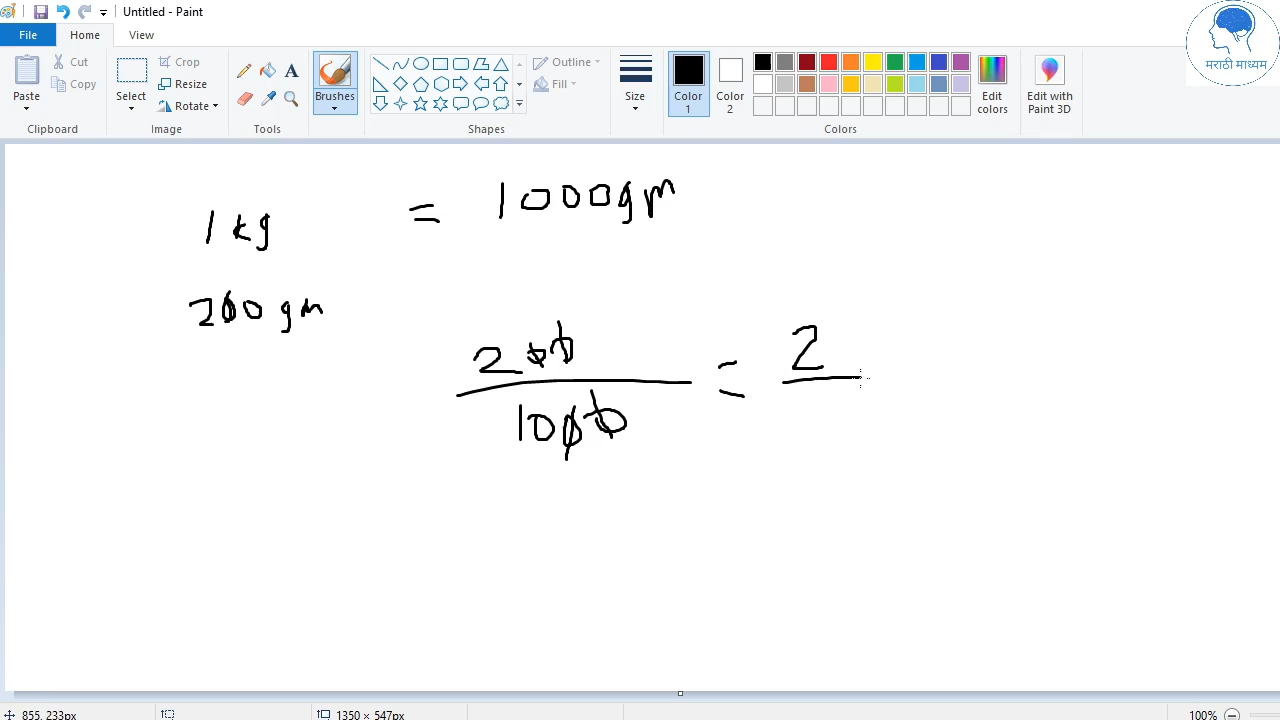 Untitled - Paint
File Home View
Paste Cut Copy Clipboard
Select Crop Resize Rotate Image
Tools
Brushes
Shapes Outline Fill
Size
Color 1 Color 2 Edit colors Colors
Edit with Paint 3D
मराठी माध्यम
1 kg = 1000gm
200 gm
200 / 1000 = 2
855, 233px
1350 × 547px
100%